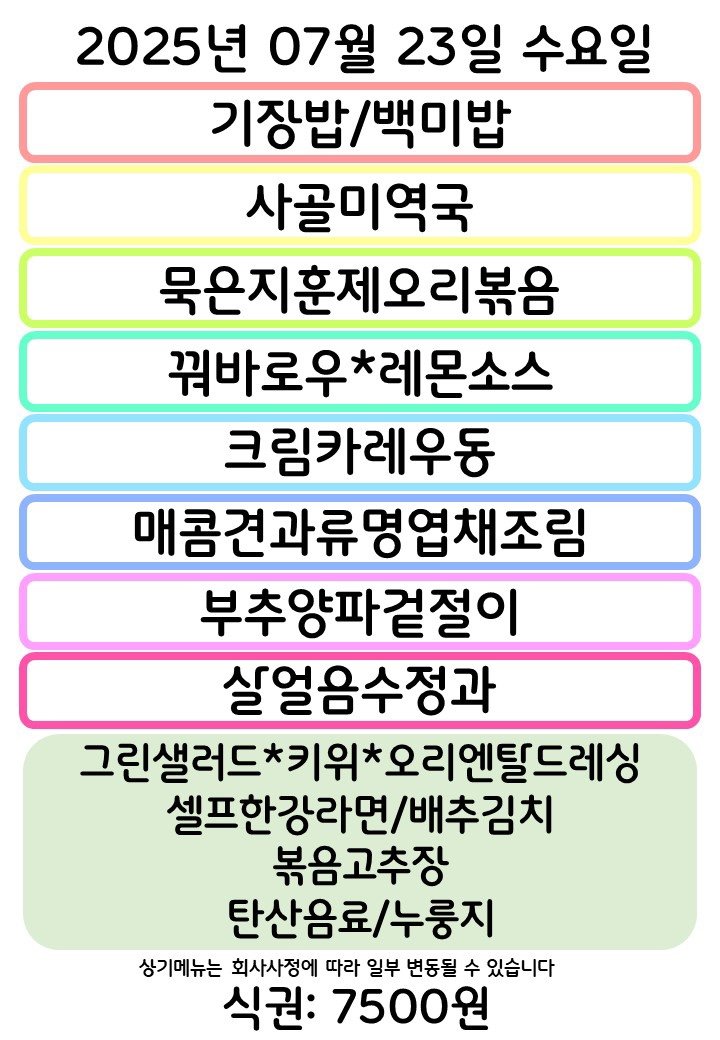 2025년 07월 23일 수요일
기장밥/백미밥
사골미역국
묵은지훈제오리볶음
꿔바로우*레몬소스
크림카레우동
매콤견과류명엽채조림
부추양파겉절이
살얼음수정과
그린샐러드*키위*오리엔탈드레싱
셀프한강라면/배추김치
볶음고추장
탄산음료/누룽지
상기메뉴는 회사사정에 따라 일부 변동될 수 있습니다
식권: 7500원